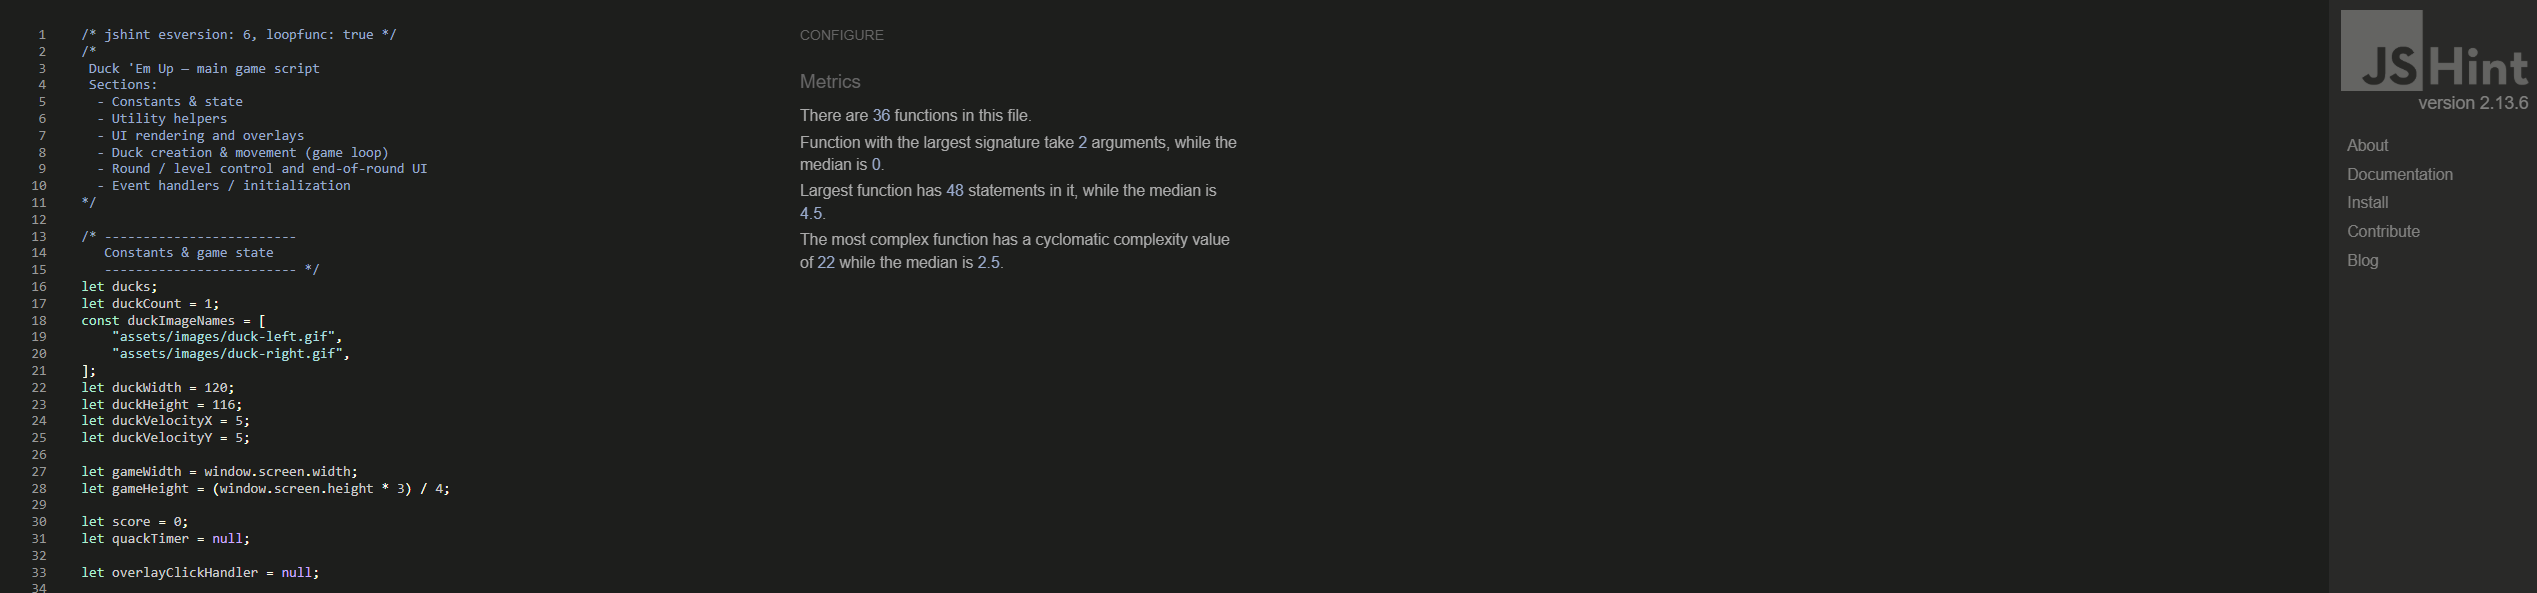 1 /* jshint esversion: 6, loopfunc: true */
2 /*
3 Duck 'Em Up — main game script
4 Sections:
5 - Constants & state
6 - Utility helpers
7 - UI rendering and overlays
8 - Duck creation & movement (game loop)
9 - Round / level control and end-of-round UI
10 - Event handlers / initialization
11 */
12
13 /* -------------------------
14 Constants & game state
15 ------------------------- */
16 let ducks;
17 let duckCount = 1;
18 const duckImageNames = [
19 "assets/images/duck-left.gif",
20 "assets/images/duck-right.gif",
21 ];
22 let duckWidth = 120;
23 let duckHeight = 116;
24 let duckVelocityX = 5;
25 let duckVelocityY = 5;
26
27 let gameWidth = window.screen.width;
28 let gameHeight = (window.screen.height * 3) / 4;
29
30 let score = 0;
31 let quackTimer = null;
32
33 let overlayClickHandler = null;
34
CONFIGURE
Metrics
There are 36 functions in this file.
Function with the largest signature take 2 arguments, while the
median is 0.
Largest function has 48 statements in it, while the median is
4.5.
The most complex function has a cyclomatic complexity value
of 22 while the median is 2.5.
JSHint
version 2.13.6
About
Documentation
Install
Contribute
Blog